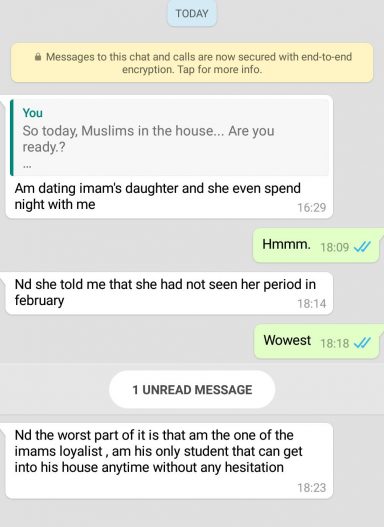 TODAY
Messages to this chat and calls are now secured with end-to-end
encryption. Tap for more info.
You
So today, Muslims in the house... Are you
ready.?
...
Am dating imam's daughter and she even spend
night with me
16:29
Hmmm. 18:09
Nd she told me that she had not seen her period in
february
18:14
Wowest 18:18
1 UNREAD MESSAGE
Nd the worst part of it is that am the one of the
imams loyalist , am his only student that can get
into his house anytime without any hesitation
18:23